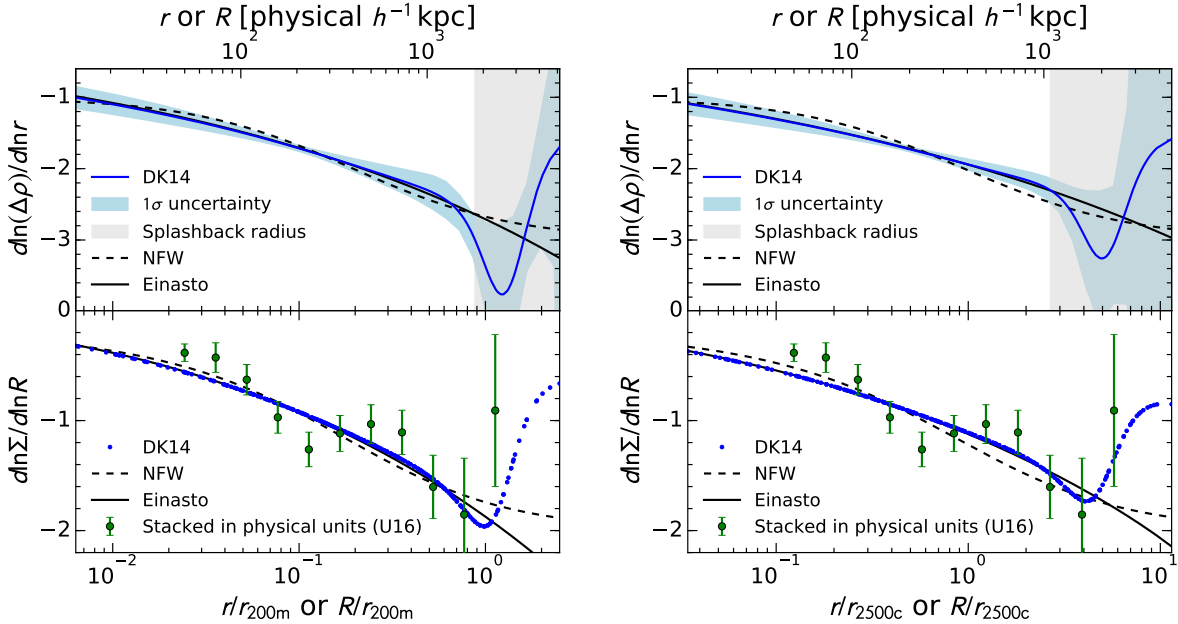 r or R [physical h⁻¹ kpc]
10² 10³
−1
−2
−3
0
dln(Δρ)/dlnr
DK14
1σ uncertainty
Splashback radius
NFW
Einasto
−1
−2
dlnΣ/dlnR
DK14
NFW
Einasto
Stacked in physical units (U16)
10⁻² 10⁻¹ 10⁰
r/r200m or R/r200m
r or R [physical h⁻¹ kpc]
10² 10³
−1
−2
−3
0
dln(Δρ)/dlnr
DK14
1σ uncertainty
Splashback radius
NFW
Einasto
−1
−2
dlnΣ/dlnR
DK14
NFW
Einasto
Stacked in physical units (U16)
10⁻¹ 10⁰ 10
r/r2500c or R/r2500c